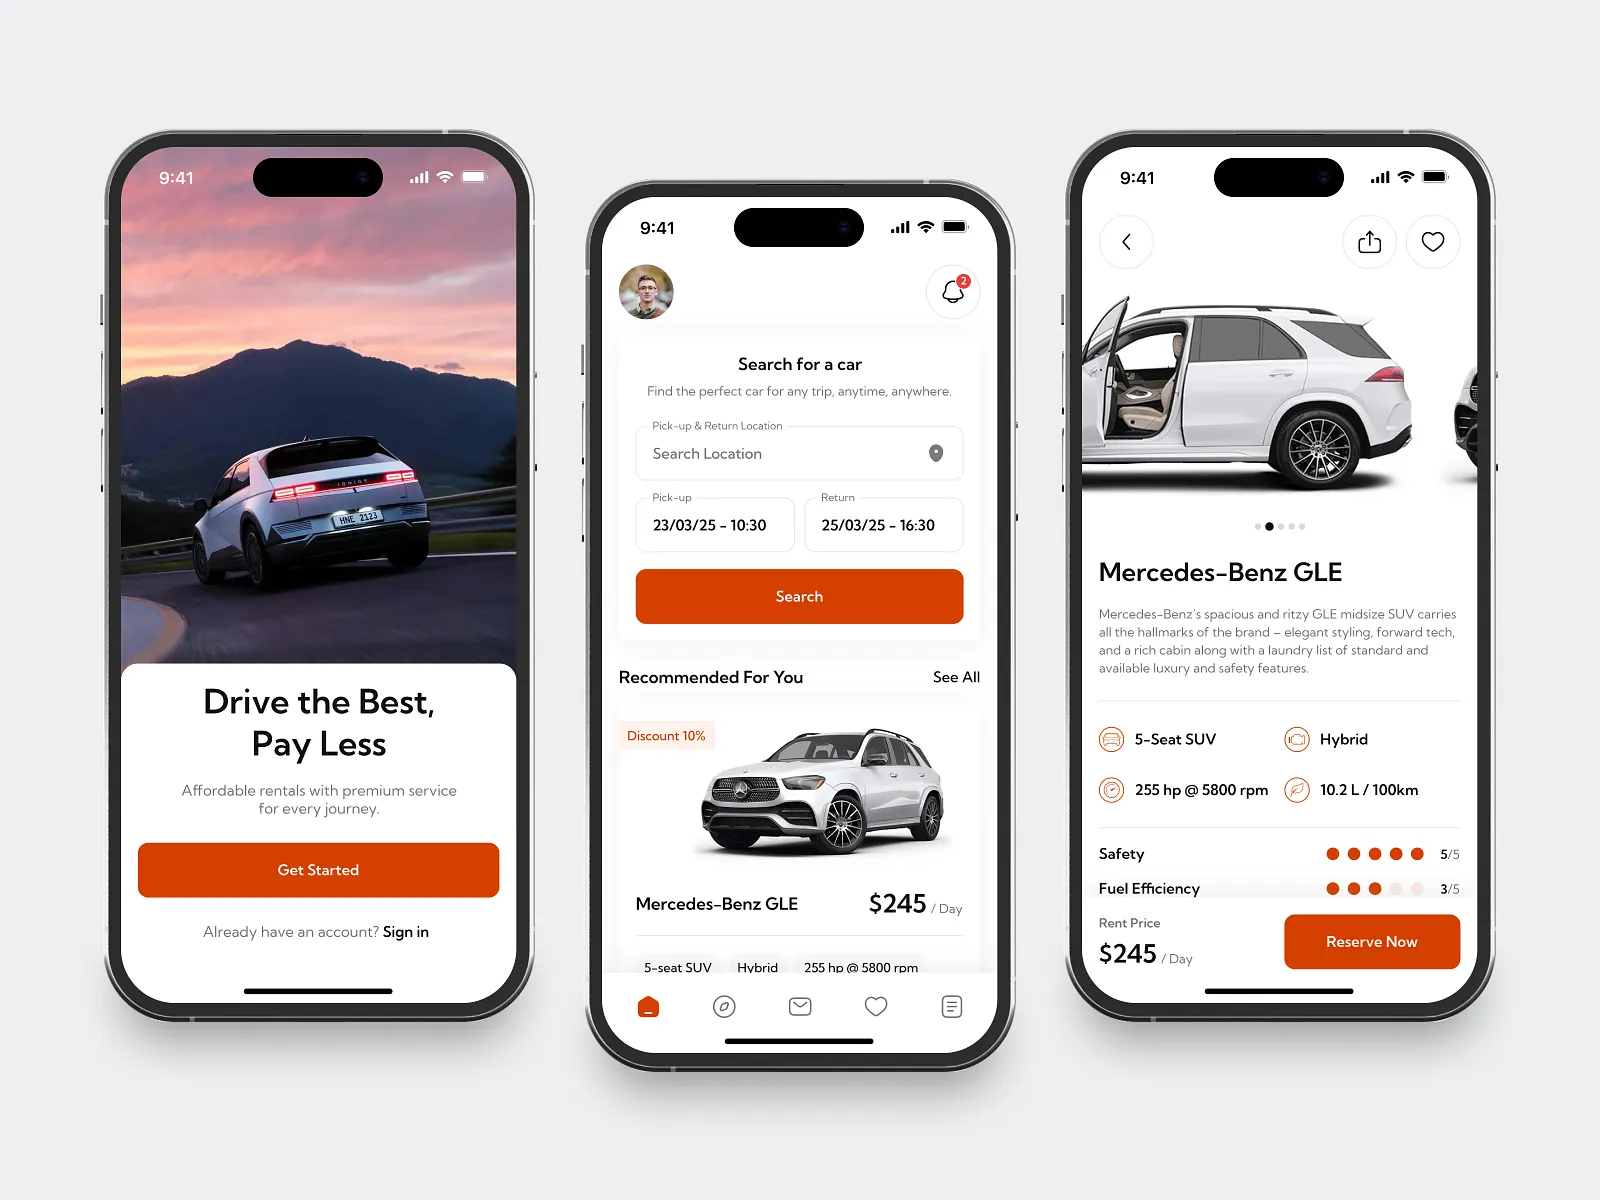 9:41
IONIQ5
HNE 2123
Drive the Best,
Pay Less
Affordable rentals with premium service
for every journey.
Get Started
Already have an account? Sign in
9:41
2
Search for a car
Find the perfect car for any trip, anytime, anywhere.
Pick-up & Return Location
Search Location
Pick-up
23/03/25 - 10:30
Return
25/03/25 - 16:30
Search
Recommended For You
See All
Discount 10%
Mercedes-Benz GLE
$245 / Day
5-seat SUV
Hybrid
255 hp @ 5800 rpm
9:41
Mercedes-Benz GLE
Mercedes-Benz's spacious and ritzy GLE midsize SUV carries
all the hallmarks of the brand – elegant styling, forward tech,
and a rich cabin along with a laundry list of standard and
available luxury and safety features.
5-Seat SUV
Hybrid
255 hp @ 5800 rpm
10.2 L / 100km
Safety
5/5
Fuel Efficiency
3/5
Rent Price
$245 / Day
Reserve Now